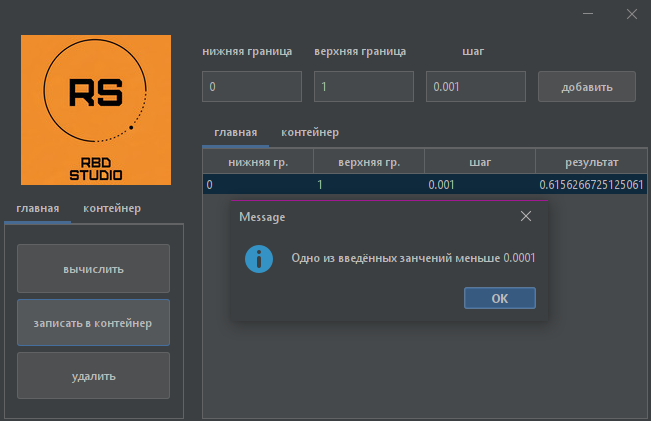 RS
RBD
STUDIO
нижняя граница верхняя граница шаг
0 1 0.001 добавить
главная контейнер
нижняя гр. верхняя гр. шаг результат
0 1 0.001 0.6156266725125061
главная контейнер
вычислить
записать в контейнер
удалить
Message
Одно из введённых занчений меньше 0.0001
OK